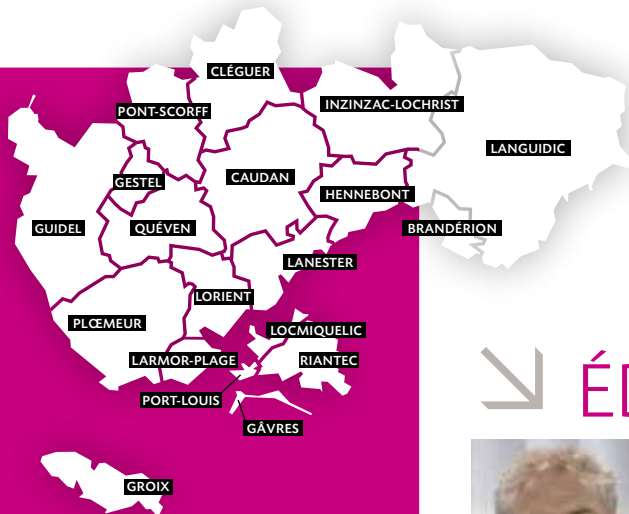 CLÉGUER
PONT-SCORFF
INZINZAC-LOCHRIST
LANGUIDIC
GESTEL
CAUDAN
HENNEBONT
GUIDEL
QUÉVEN
BRANDÉRION
LANESTER
LORIENT
PLŒMEUR
LOCMIQUELIC
LARMOR-PLAGE
RIANTEC
PORT-LOUIS
GÂVRES
ÉD
GROIX